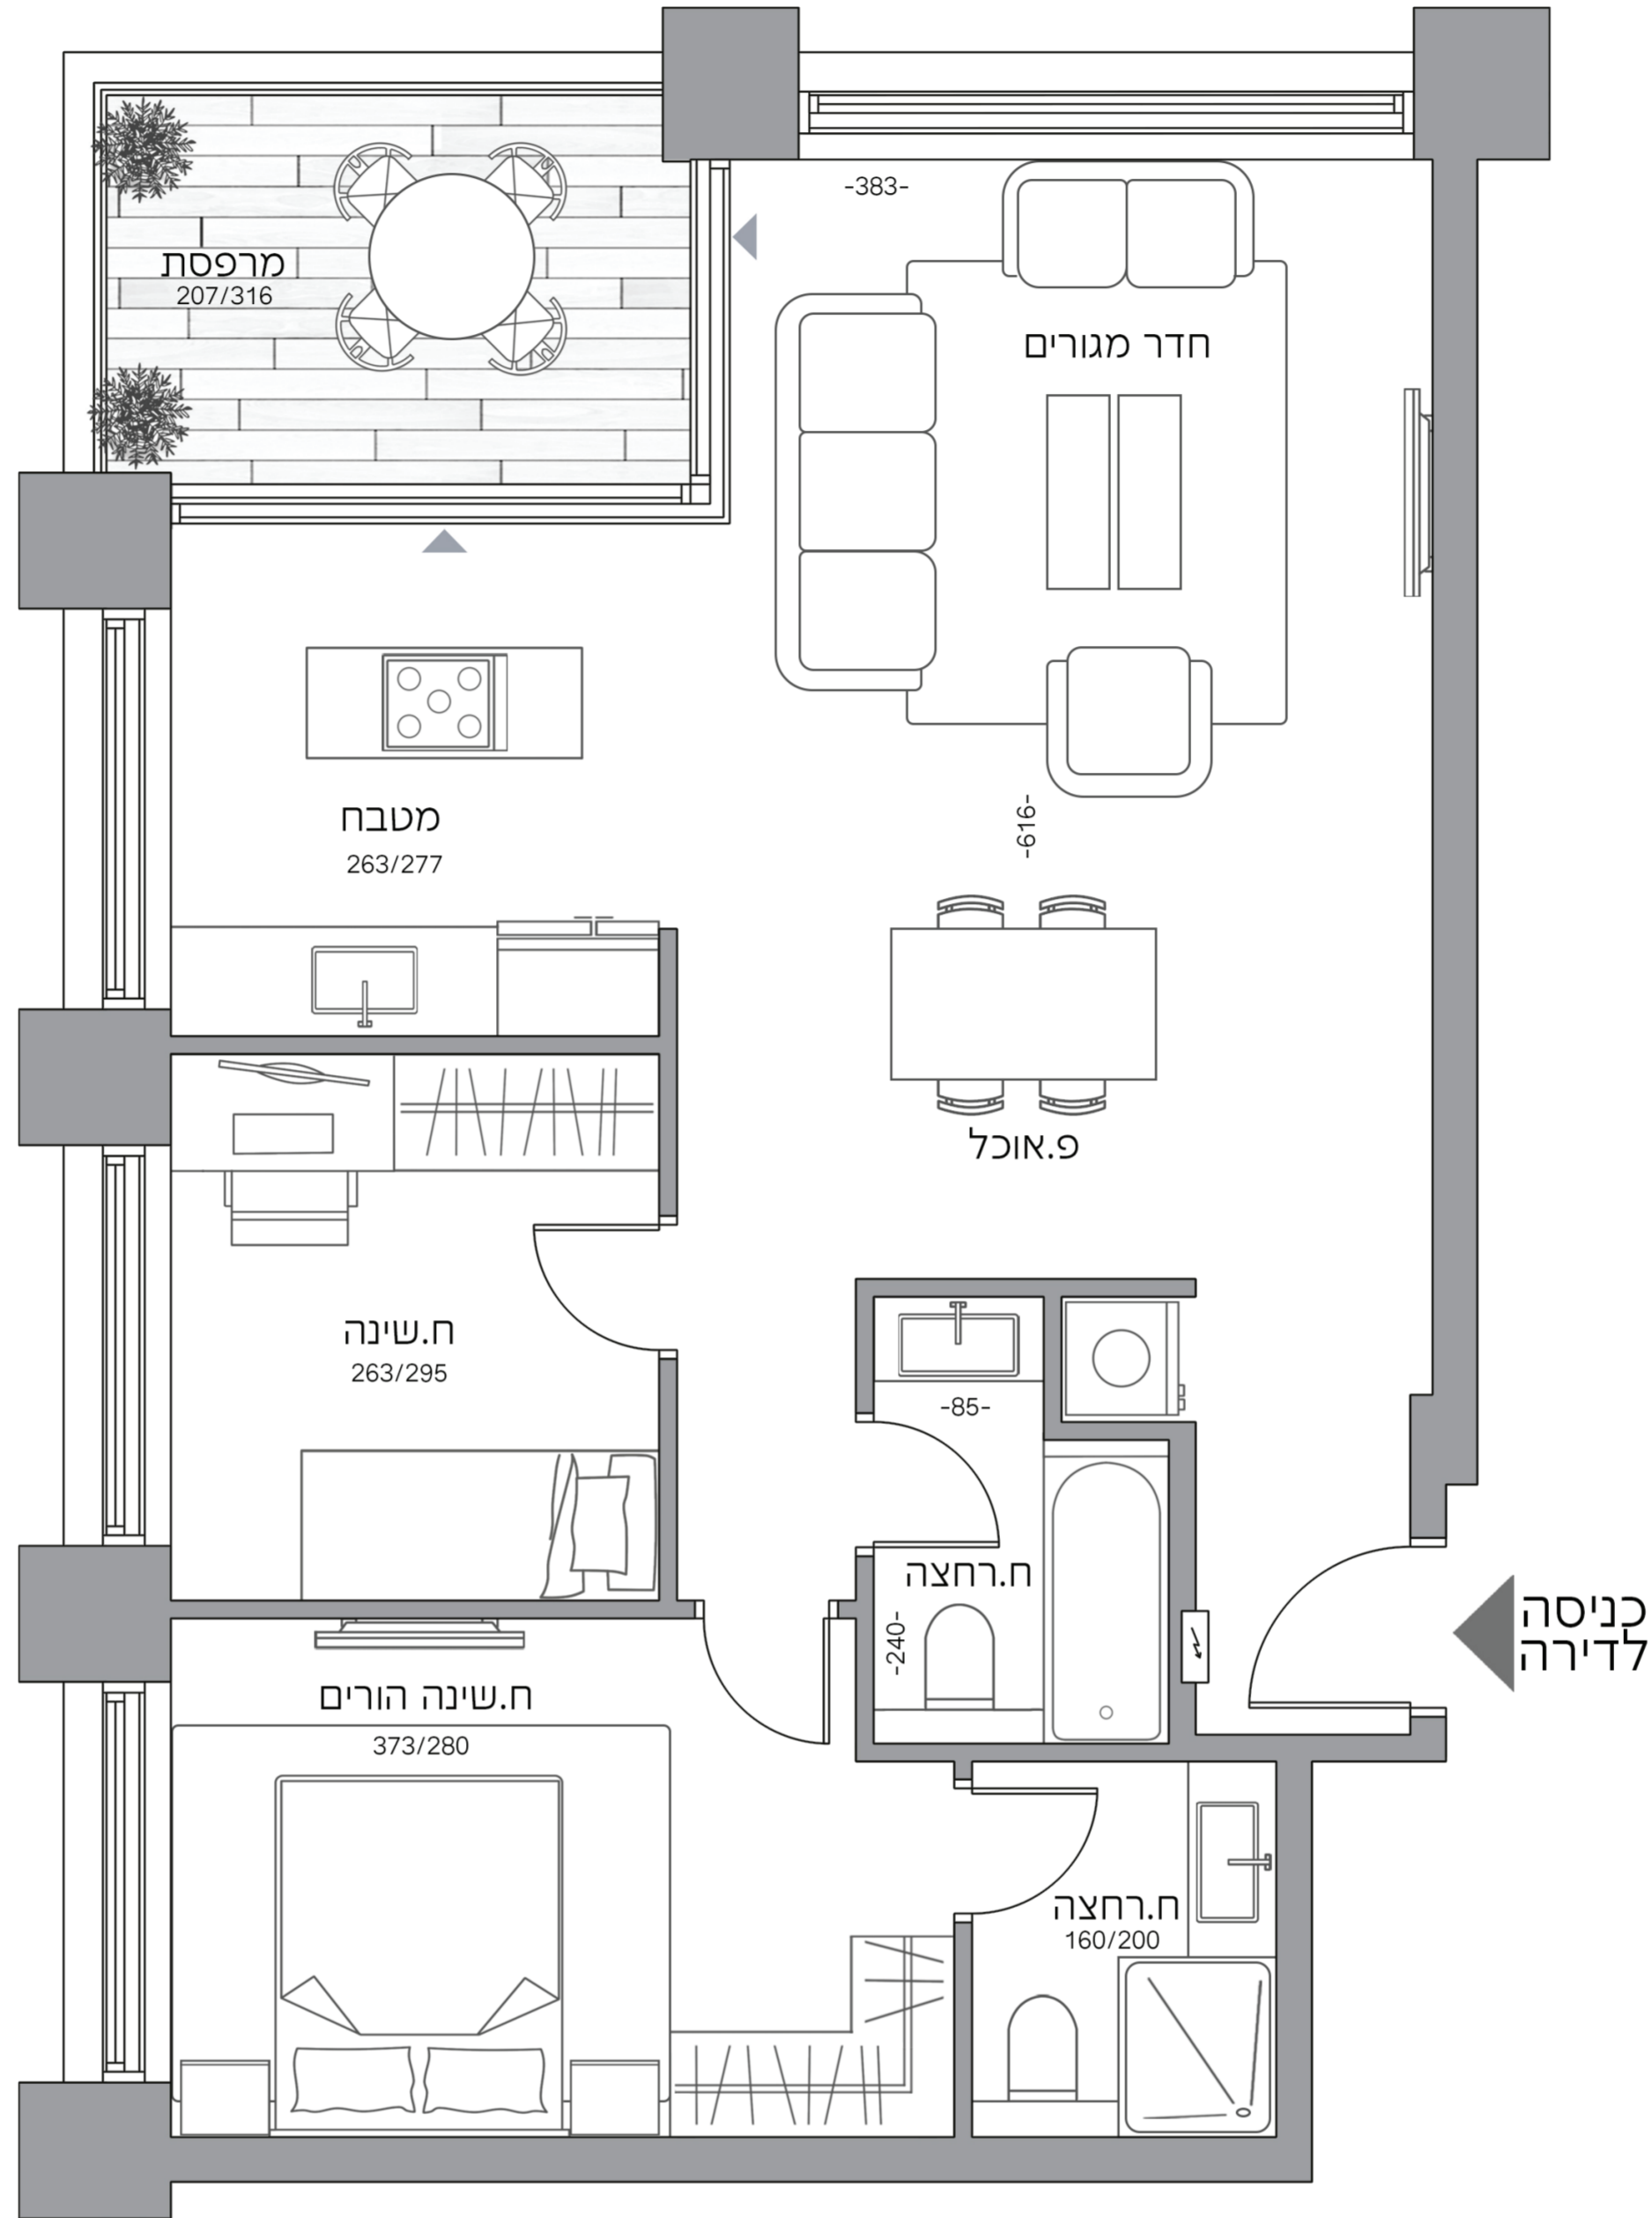 -383-
מרפסת
207/316
חדר מגורים
-616-
מטבח
263/277
פ.אוכל
ח.שינה
263/295
-85-
ח.רחצה
-240-
כניסה
לדירה
ח.שינה הורים
373/280
ח.רחצה
160/200